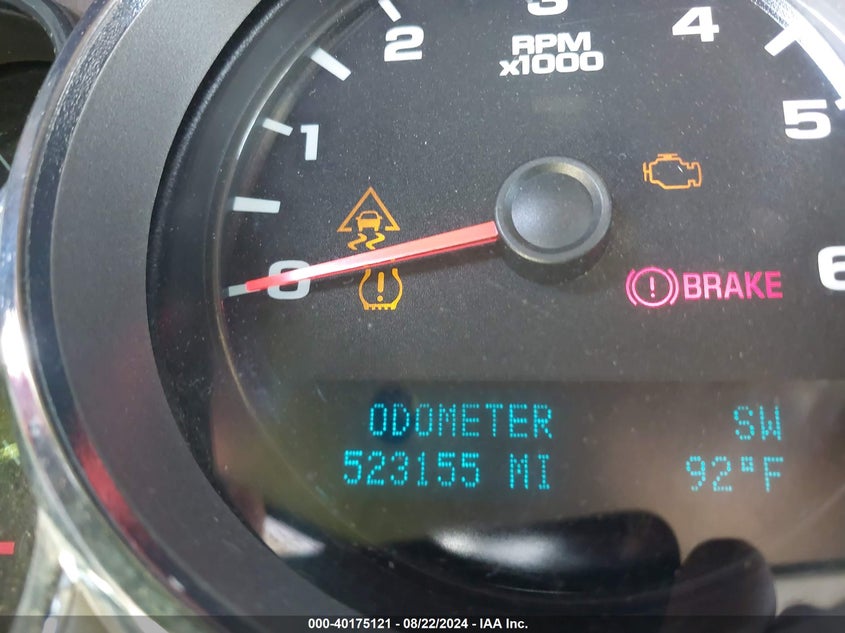 3
2
4
RPM
x1000
1
5
0
6
BRAKE
ODOMETER SW
523155 MI 92°F
000-40175121 - 08/22/2024 - IAA Inc.